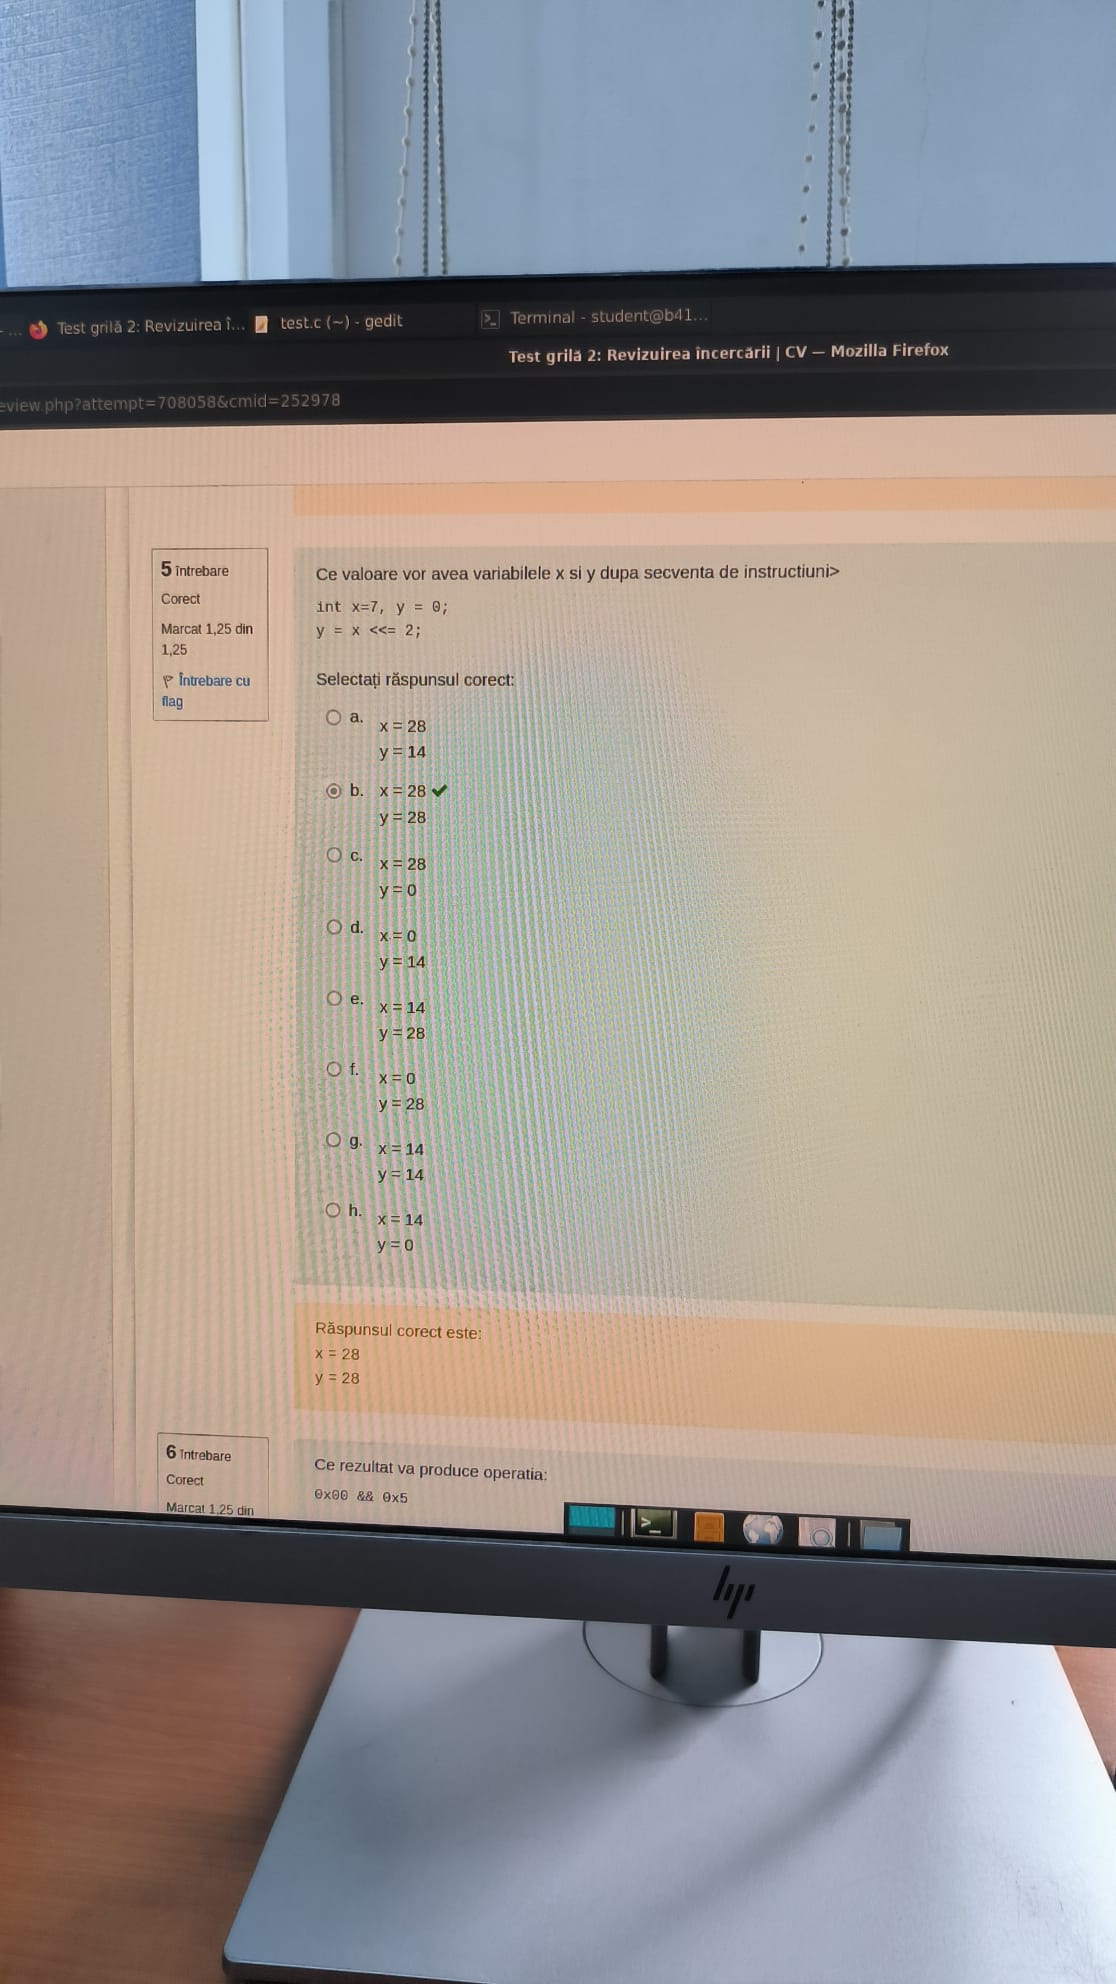 Test grilă 2: Revizuirea î...
test.c (~) - gedit
Terminal - student@b41...
Test grilă 2: Revizuirea încercării | CV — Mozilla Firefox
eview.php?attempt=708058&cmid=252978
5 întrebare
Corect
Marcat 1,25 din
1,25
Întrebare cu
flag
Ce valoare vor avea variabilele x si y dupa secventa de instructiuni>
int x=7, y = 0;
y = x <<= 2;
Selectați răspunsul corect:
a. x = 28
y = 14
b. x = 28
y = 28
c. x = 28
y = 0
d. x = 0
y = 14
e. x = 14
y = 28
f. x = 0
y = 28
g. x = 14
y = 14
h. x = 14
y = 0
Răspunsul corect este:
x = 28
y = 28
6 întrebare
Corect
Marcat 1,25 din
Ce rezultat va produce operatia:
0x00 && 0x5
hp